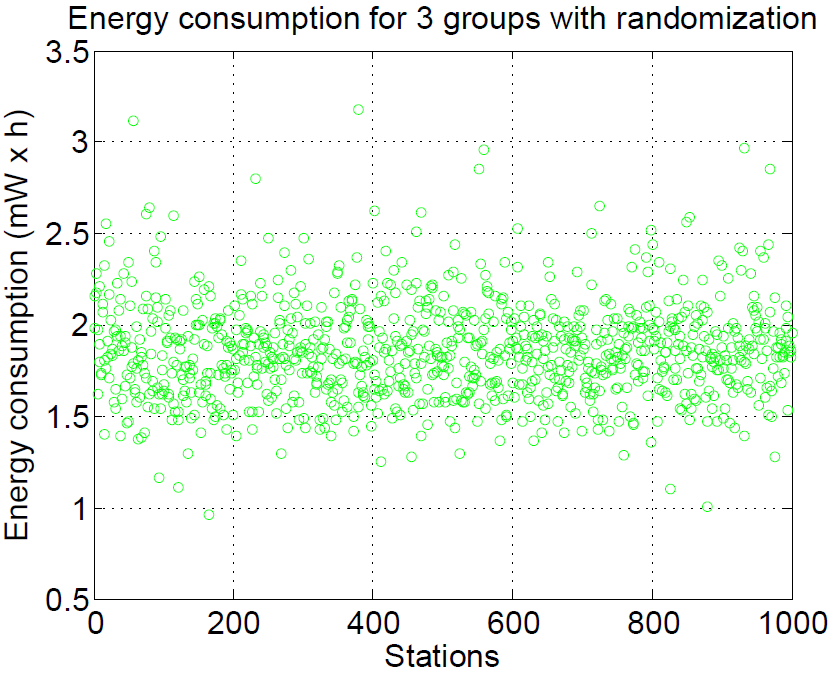 Energy consumption for 3 groups with randomization
3.5
3
2.5
2
1.5
1
0.5
Energy consumption (mW x h)
0 200 400 600 800 1000
Stations